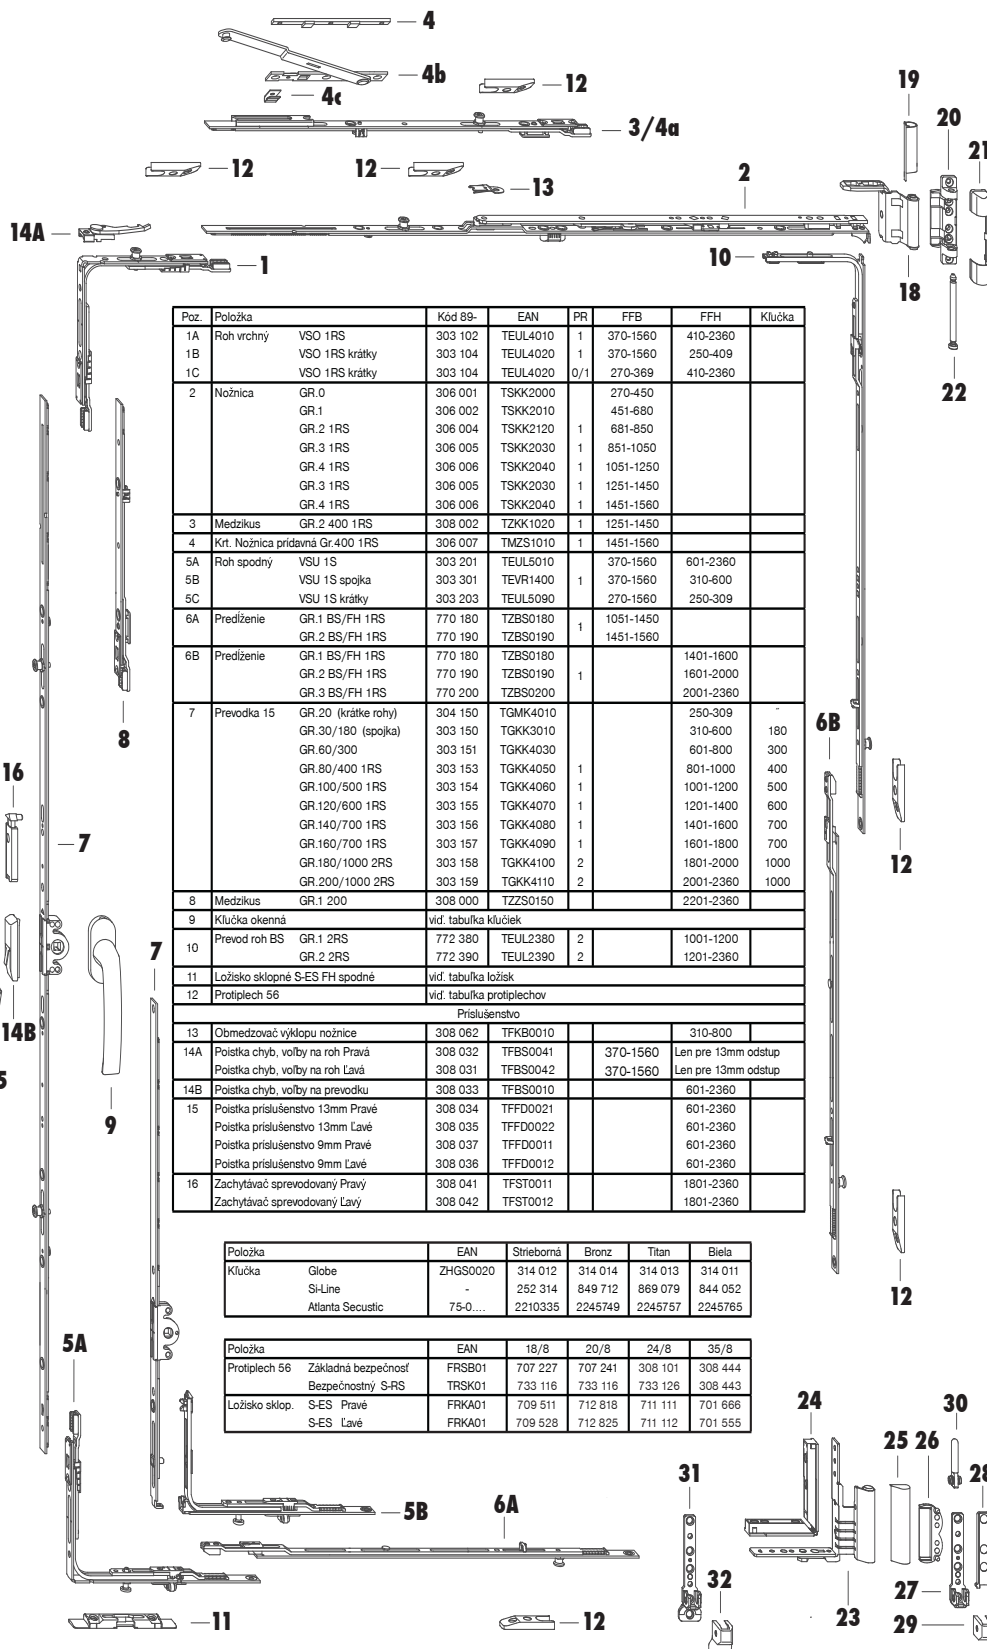 4
4b
4c
12
3/4a
12
12
13
2
19
20
21
14A
1
10
18
22
Poz. Položka Kód 89- EAN PR FFB FFH Kľučka
1A Roh vrchný VSO 1RS 303 102 TEUL4010 1 370-1560 410-2360
1B VSO 1RS krátky 303 104 TEUL4020 1 370-1560 250-409
1C VSO 1RS krátky 303 104 TEUL4020 0/1 270-369 410-2360
2 Nožnica GR.0 306 001 TSKK2000 270-450
GR.1 306 002 TSKK2010 451-680
GR.2 1RS 306 004 TSKK2120 1 681-850
GR.3 1RS 306 005 TSKK2030 1 851-1050
GR.4 1RS 306 006 TSKK2040 1 1051-1250
GR.3 1RS 306 005 TSKK2030 1 1251-1450
GR.4 1RS 306 006 TSKK2040 1 1451-1560
3 Medzikus GR.2 400 1RS 308 002 TZKK1020 1 1251-1450
4 Krt. Nožnica prídavná Gr.400 1RS 306 007 TMZS1010 1 1451-1560
5A Roh spodný VSU 1S 303 201 TEUL5010 370-1560 601-2360
5B VSU 1S spojka 303 301 TEVR1400 1 370-1560 310-600
5C VSU 1S krátky 303 203 TEUL5090 270-1560 250-309
6A Predĺženie GR.1 BS/FH 1RS 770 180 TZBS0180 1 1051-1450
GR.2 BS/FH 1RS 770 190 TZBS0190 1451-1560
6B Predĺženie GR.1 BS/FH 1RS 770 180 TZBS0180 1401-1600
GR.2 BS/FH 1RS 770 190 TZBS0190 1 1601-2000
GR.3 BS/FH 1RS 770 200 TZBS0200 2001-2360
7 Prevodka 15 GR.20 (krátke rohy) 304 150 TGMK4010 250-309 -
GR.30/180 (spojka) 303 150 TGKK3010 310-600 180
GR.60/300 303 151 TGKK4030 601-800 300
GR.80/400 1RS 303 153 TGKK4050 1 801-1000 400
GR.100/500 1RS 303 154 TGKK4060 1 1001-1200 500
GR.120/600 1RS 303 155 TGKK4070 1 1201-1400 600
GR.140/700 1RS 303 156 TGKK4080 1 1401-1600 700
GR.160/700 1RS 303 157 TGKK4090 1 1601-1800 700
GR.180/1000 2RS 303 158 TGKK4100 2 1801-2000 1000
GR.200/1000 2RS 303 159 TGKK4110 2 2001-2360 1000
8 Medzikus GR.1 200 308 000 TZZS0150 2201-2360
9 Kľučka okenná viď. tabuľka kľučiek
10 Prevod roh BS GR.1 2RS 772 380 TEUL2380 2 1001-1200
GR.2 2RS 772 390 TEUL2390 2 1201-2360
11 Ložisko sklopné S-ES FH spodné viď. tabuľka ložísk
12 Protiplech 56 viď. tabuľka protiplechov
Príslušenstvo
13 Obmedzovač výklopu nožnice 308 062 TFKB0010 310-800
14A Poistka chyb, voľby na roh Pravá 308 032 TFBS0041 370-1560 Len pre 13mm odstup
Poistka chyb, voľby na roh Ľavá 308 031 TFBS0042 370-1560 Len pre 13mm odstup
14B Poistka chyb, voľby na prevodku 308 033 TFBS0010 601-2360
15 Poistka príslušenstvo 13mm Pravé 308 034 TFFD0021 601-2360
Poistka príslušenstvo 13mm Ľavé 308 035 TFFD0022 601-2360
Poistka príslušenstvo 9mm Pravé 308 037 TFFD0011 601-2360
Poistka príslušenstvo 9mm Ľavé 308 036 TFFD0012 601-2360
16 Zachytávač sprevodovaný Pravý 308 041 TFST0011 1801-2360
Zachytávač sprevodovaný Ľavý 308 042 TFST0012 1801-2360
8
16
7
7
14B
5
9
6B
12
12
Položka EAN Strieborná Bronz Titan Biela
Kľučka Globe ZHGS0020 314 012 314 014 314 013 314 011
Si-Line - 252 314 849 712 869 079 844 052
Atlanta Secustic 75-0.... 2210335 2245749 2245757 2245765
Položka EAN 18/8 20/8 24/8 35/8
Protiplech 56 Základná bezpečnosť FRSB01 707 227 707 241 308 101 308 444
Bezpečnostný S-RS TRSK01 733 116 733 116 733 126 308 443
Ložisko sklop. S-ES Pravé FRKA01 709 511 712 818 711 111 701 666
S-ES Ľavé FRKA01 709 528 712 825 711 112 701 555
5A
5B
6A
11
12
24
25 26
30
28
31
32
23
27
29